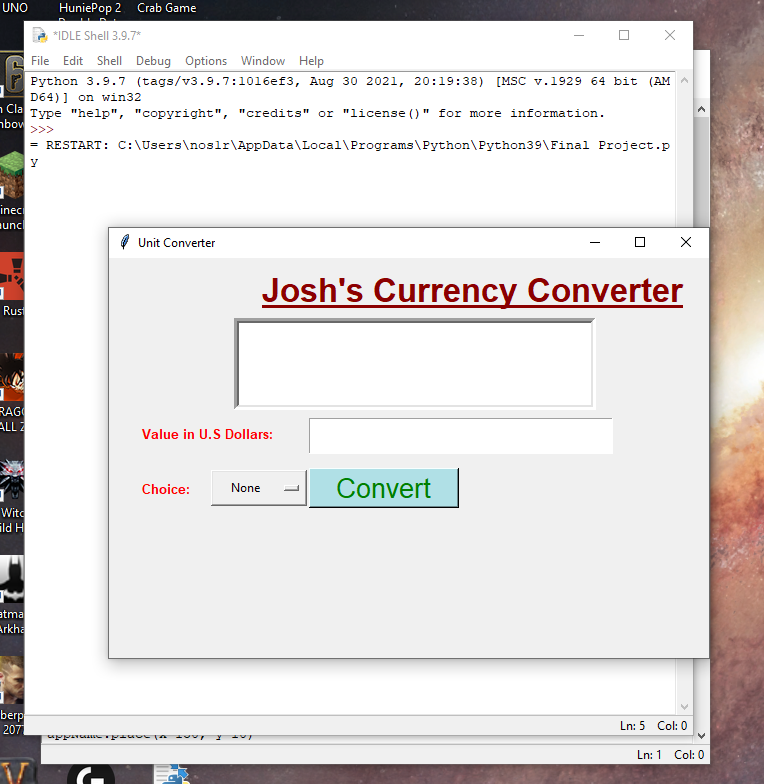 UNO
HuniePop 2
Crab Game
*IDLE Shell 3.9.7*
File Edit Shell Debug Options Window Help
Python 3.9.7 (tags/v3.9.7:1016ef3, Aug 30 2021, 20:19:38) [MSC v.1929 64 bit (AM
D64)] on win32
Type "help", "copyright", "credits" or "license()" for more information.
>>>
= RESTART: C:\Users\nos1r\AppData\Local\Programs\Python\Python39\Final Project.p
y
Unit Converter
Josh's Currency Converter
Value in U.S Dollars:
Choice:
None
Convert
Rust
Ln: 5 Col: 0
Ln: 1 Col: 0